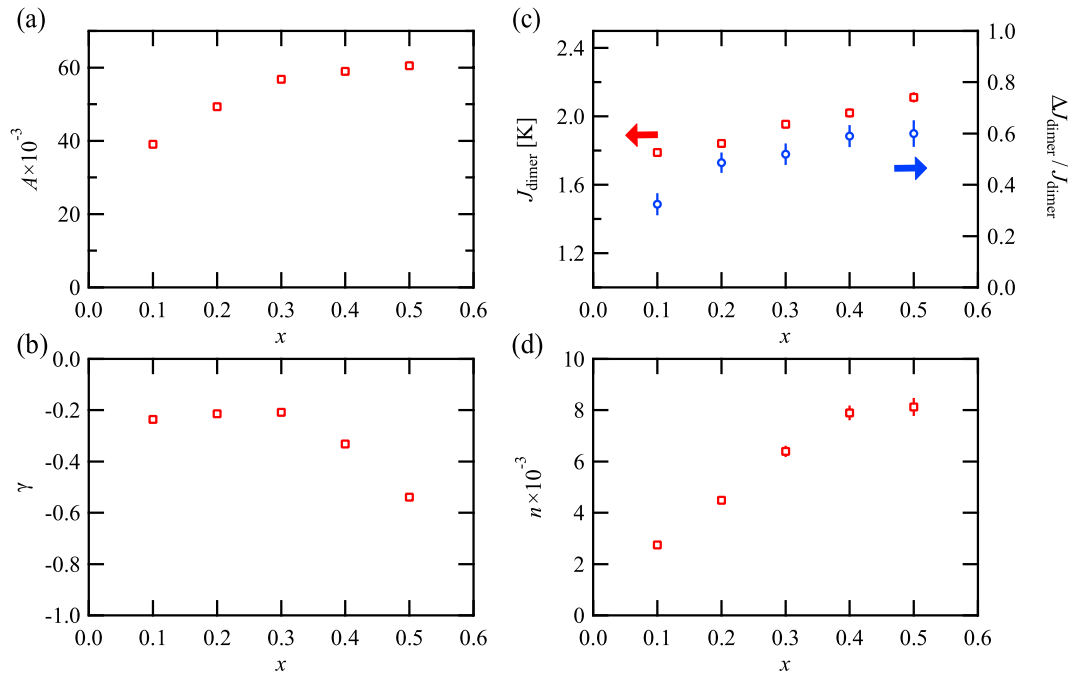 (a)
60
40
20
0
A×10⁻³
0.0 0.1 0.2 0.3 0.4 0.5 0.6
x
(c)
2.4
2.0
1.6
1.2
J_dimer [K]
1.0
0.8
0.6
0.4
0.2
0.0
ΔJ_dimer / J_dimer
0.0 0.1 0.2 0.3 0.4 0.5 0.6
x
(b)
0.0
-0.2
-0.4
-0.6
-0.8
-1.0
γ
0.0 0.1 0.2 0.3 0.4 0.5 0.6
x
(d)
10
8
6
4
2
0
n×10⁻³
0.0 0.1 0.2 0.3 0.4 0.5 0.6
x